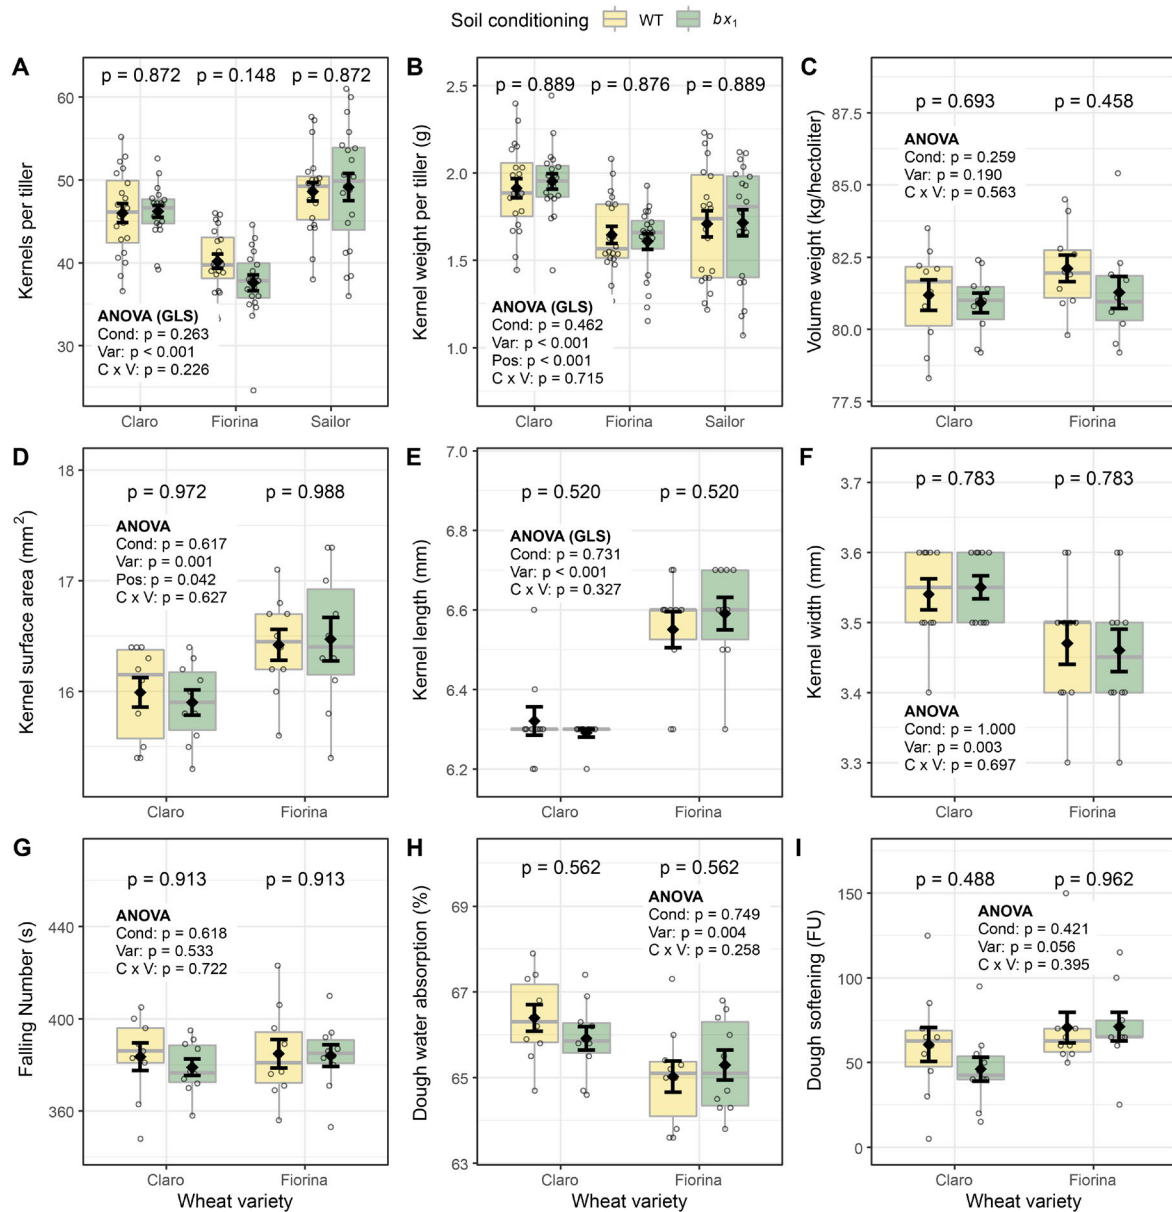 Soil conditioning WT bx1
A
p = 0.872 p = 0.148 p = 0.872
Kernels per tiller
60
50
40
30
ANOVA (GLS)
Cond: p = 0.263
Var: p < 0.001
C x V: p = 0.226
Claro Fiorina Sailor
B
p = 0.889 p = 0.876 p = 0.889
Kernel weight per tiller (g)
2.5
2.0
1.5
1.0
ANOVA (GLS)
Cond: p = 0.462
Var: p < 0.001
Pos: p < 0.001
C x V: p = 0.715
Claro Fiorina Sailor
C
p = 0.693 p = 0.458
Volume weight (kg/hectoliter)
87.5
85.0
82.5
80.0
77.5
ANOVA
Cond: p = 0.259
Var: p = 0.190
C x V: p = 0.563
Claro Fiorina
D
p = 0.972 p = 0.988
Kernel surface area (mm2)
18
17
16
ANOVA
Cond: p = 0.617
Var: p = 0.001
Pos: p = 0.042
C x V: p = 0.627
Claro Fiorina
E
p = 0.520 p = 0.520
Kernel length (mm)
7.0
6.8
6.6
6.4
6.2
ANOVA (GLS)
Cond: p = 0.731
Var: p < 0.001
C x V: p = 0.327
Claro Fiorina
F
p = 0.783 p = 0.783
Kernel width (mm)
3.7
3.6
3.5
3.4
3.3
ANOVA
Cond: p = 1.000
Var: p = 0.003
C x V: p = 0.697
Claro Fiorina
G
p = 0.913 p = 0.913
Falling Number (s)
440
400
360
ANOVA
Cond: p = 0.618
Var: p = 0.533
C x V: p = 0.722
Claro Fiorina
Wheat variety
H
p = 0.562 p = 0.562
Dough water absorption (%)
69
67
65
63
ANOVA
Cond: p = 0.749
Var: p = 0.004
C x V: p = 0.258
Claro Fiorina
Wheat variety
I
p = 0.488 p = 0.962
Dough softening (FU)
150
100
50
0
ANOVA
Cond: p = 0.421
Var: p = 0.056
C x V: p = 0.395
Claro Fiorina
Wheat variety